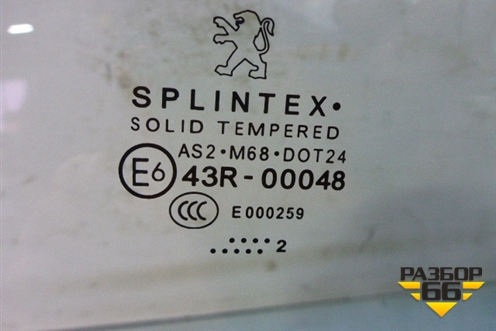 SPLINTEX•
SOLID TEMPERED
AS2•M68•DOT24
E6 43R-00048
CCC E000259
2
РАЗБОР
66